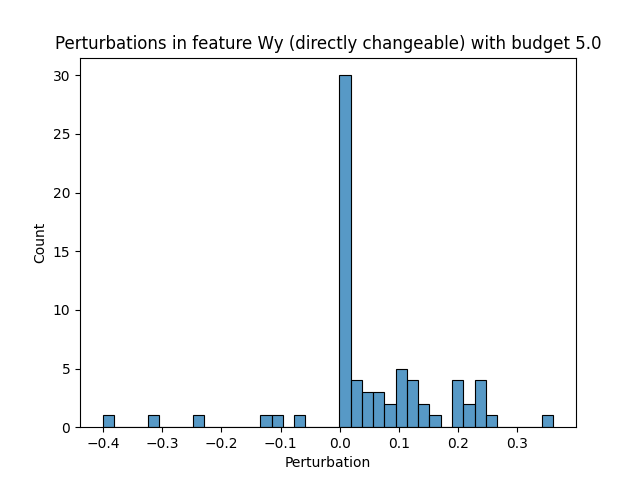 Perturbations in feature Wy (directly changeable) with budget 5.0
30
25
20
15
10
5
0
Count
−0.4 −0.3 −0.2 −0.1 0.0 0.1 0.2 0.3
Perturbation